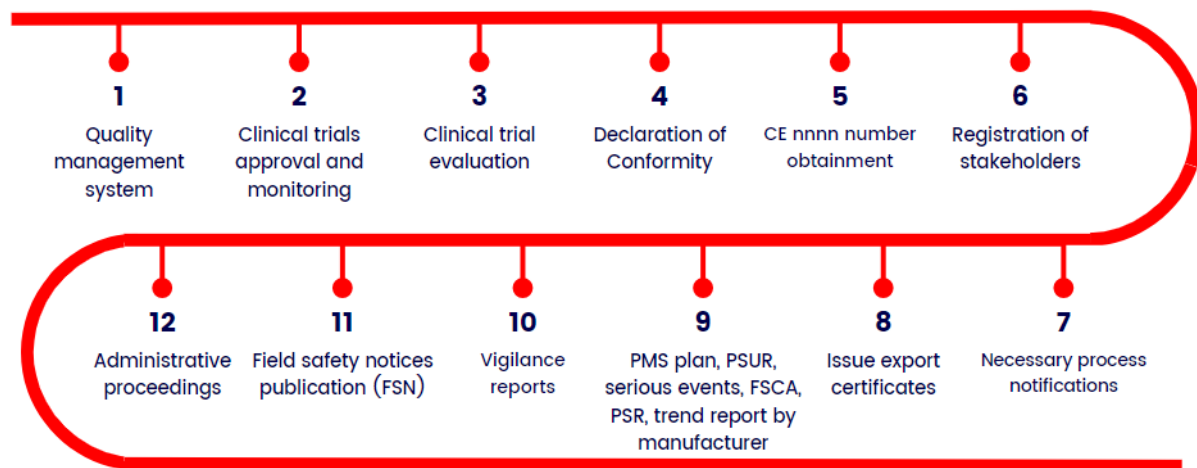 1
Quality
management
system
2
Clinical trials
approval and
monitoring
3
Clinical trial
evaluation
4
Declaration of
Conformity
5
CE nnnn number
obtainment
6
Registration of
stakeholders
7
Necessary process
notifications
8
Issue export
certificates
9
PMS plan, PSUR,
serious events, FSCA,
PSR, trend report by
manufacturer
10
Vigilance
reports
11
Field safety notices
publication (FSN)
12
Administrative
proceedings